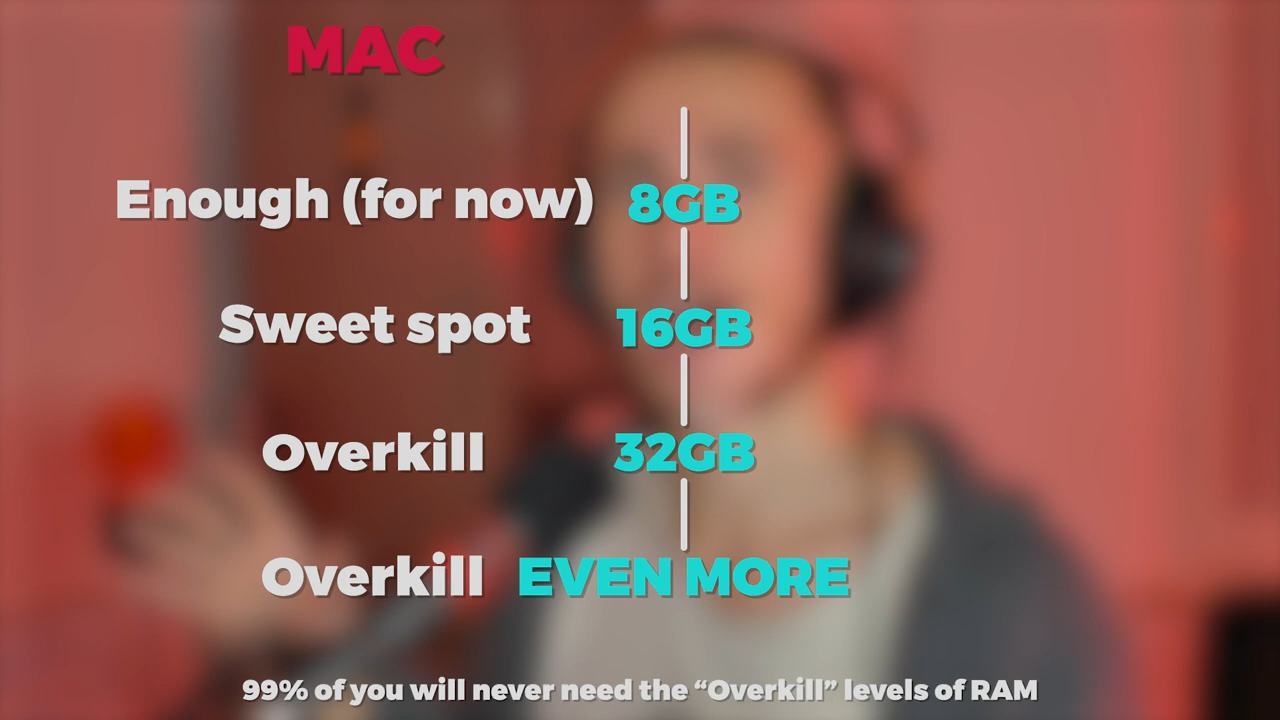 MAC
Enough (for now) 8GB
Sweet spot 16GB
Overkill 32GB
Overkill EVEN MORE
99% of you will never need the “Overkill” levels of RAM